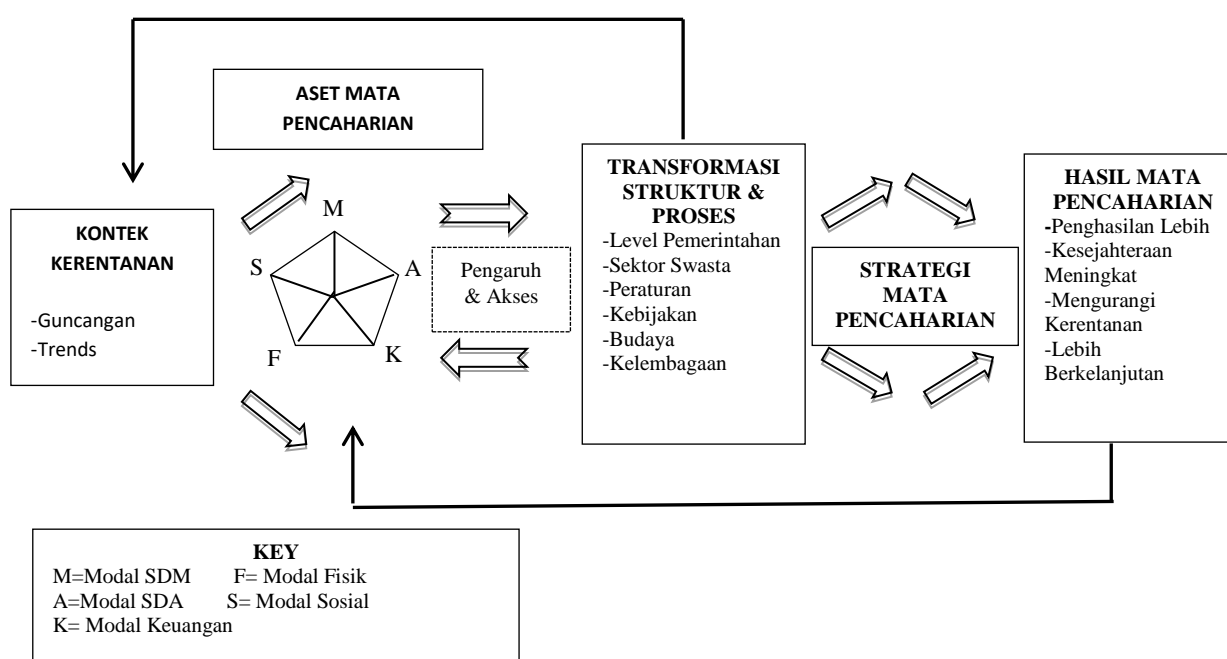 ASET MATA
PENCAHARIAN
KONTEK
KERENTANAN
-Guncangan
-Trends
M
S
A
F
K
Pengaruh
& Akses
TRANSFORMASI
STRUKTUR &
PROSES
-Level Pemerintahan
-Sektor Swasta
-Peraturan
-Kebijakan
-Budaya
-Kelembagaan
STRATEGI
MATA
PENCAHARIAN
HASIL MATA
PENCAHARIAN
-Penghasilan Lebih
-Kesejahteraan
Meningkat
-Mengurangi
Kerentanan
-Lebih
Berkelanjutan
KEY
M=Modal SDM F= Modal Fisik
A=Modal SDA S= Modal Sosial
K= Modal Keuangan